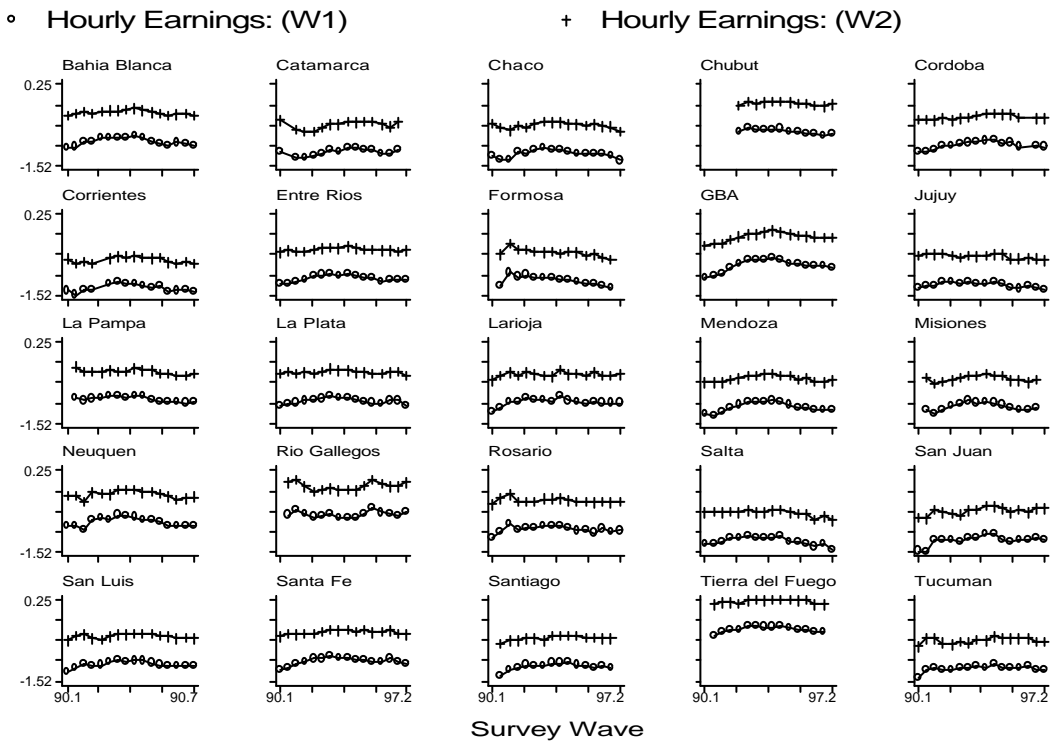 Hourly Earnings: (W1) Hourly Earnings: (W2)
Bahia Blanca Catamarca Chaco Chubut Cordoba
0.25
-1.52
Corrientes Entre Rios Formosa GBA Jujuy
0.25
-1.52
La Pampa La Plata Larioja Mendoza Misiones
0.25
-1.52
Neuquen Rio Gallegos Rosario Salta San Juan
0.25
-1.52
San Luis Santa Fe Santiago Tierra del Fuego Tucuman
0.25
-1.52
90.1 90.7 90.1 97.2 90.1 97.2 90.1 97.2 90.1 97.2
Survey Wave